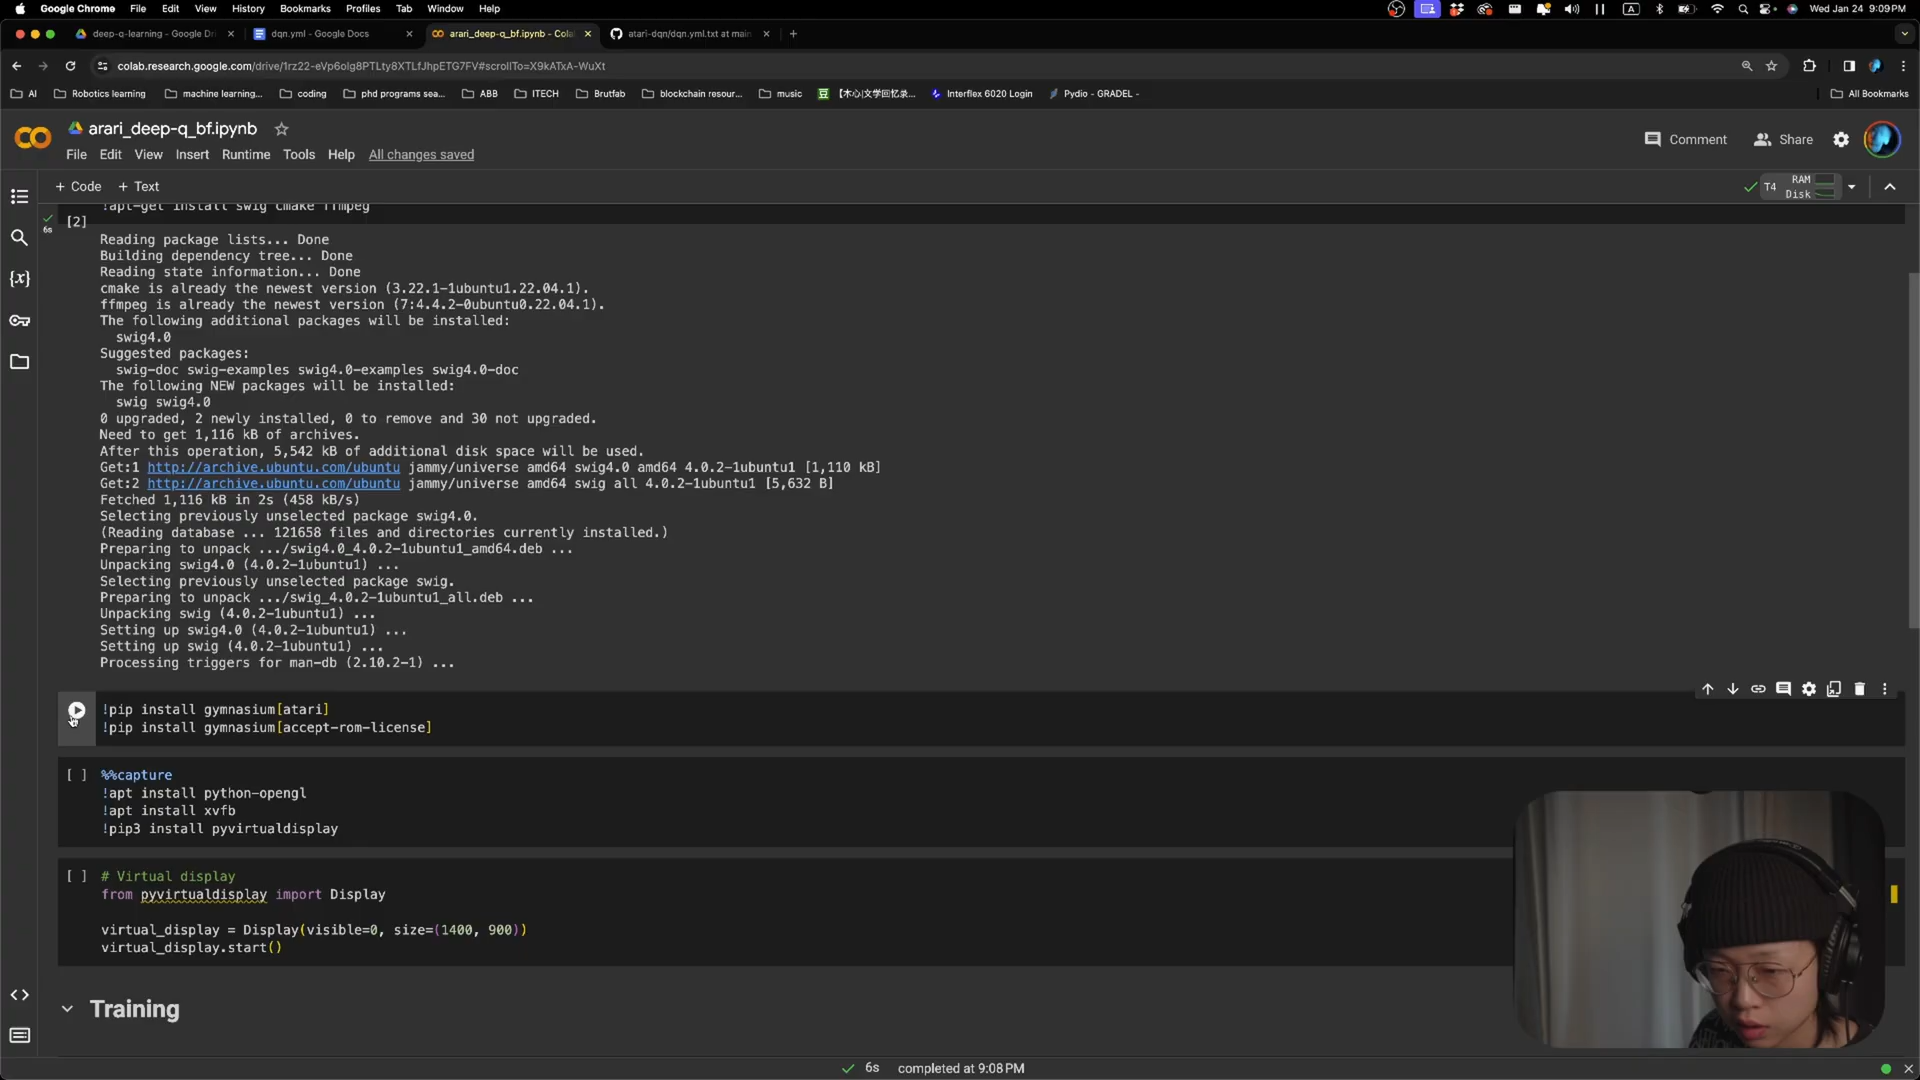 Google Chrome File Edit View History Bookmarks Profiles Tab Window Help
A
Wed Jan 24 9:09 PM
deep-q-learning - Google Dri
dqn.yml - Google Docs
arari_deep-q_bf.ipynb - Cola
atari-dqn/dqn.yml.txt at main
colab.research.google.com/drive/1rz22-eVp6olg8PTLty8XTLfJhpETG7FV#scrollTo=X9kATxA-WuXt
AI
Robotics learning
machine learning...
coding
phd programs sea...
ABB
ITECH
Brutfab
blockchain resour...
music
豆
【木心|文学回忆录...
Interflex 6020 Login
Pydio - GRADEL -
All Bookmarks
CO
arari_deep-q_bf.ipynb
Comment
Share
File Edit View Insert Runtime Tools Help All changes saved
+ Code + Text
T4
RAM
Disk
!apt-get install swig cmake ffmpeg
[2]
6s
Reading package lists... Done
Building dependency tree... Done
Reading state information... Done
cmake is already the newest version (3.22.1-1ubuntu1.22.04.1).
ffmpeg is already the newest version (7:4.4.2-0ubuntu0.22.04.1).
The following additional packages will be installed:
swig4.0
Suggested packages:
swig-doc swig-examples swig4.0-examples swig4.0-doc
The following NEW packages will be installed:
swig swig4.0
0 upgraded, 2 newly installed, 0 to remove and 30 not upgraded.
Need to get 1,116 kB of archives.
After this operation, 5,542 kB of additional disk space will be used.
Get:1 http://archive.ubuntu.com/ubuntu jammy/universe amd64 swig4.0 amd64 4.0.2-1ubuntu1 [1,110 kB]
Get:2 http://archive.ubuntu.com/ubuntu jammy/universe amd64 swig all 4.0.2-1ubuntu1 [5,632 B]
Fetched 1,116 kB in 2s (458 kB/s)
Selecting previously unselected package swig4.0.
(Reading database ... 121658 files and directories currently installed.)
Preparing to unpack .../swig4.0_4.0.2-1ubuntu1_amd64.deb ...
Unpacking swig4.0 (4.0.2-1ubuntu1) ...
Selecting previously unselected package swig.
Preparing to unpack .../swig_4.0.2-1ubuntu1_all.deb ...
Unpacking swig (4.0.2-1ubuntu1) ...
Setting up swig4.0 (4.0.2-1ubuntu1) ...
Setting up swig (4.0.2-1ubuntu1) ...
Processing triggers for man-db (2.10.2-1) ...
{x}
!pip install gymnasium[atari]
!pip install gymnasium[accept-rom-license]
[ ] %%capture
!apt install python-opengl
!apt install xvfb
!pip3 install pyvirtualdisplay
[ ] # Virtual display
from pyvirtualdisplay import Display
virtual_display = Display(visible=0, size=(1400, 900))
virtual_display.start()
Training
6s completed at 9:08 PM